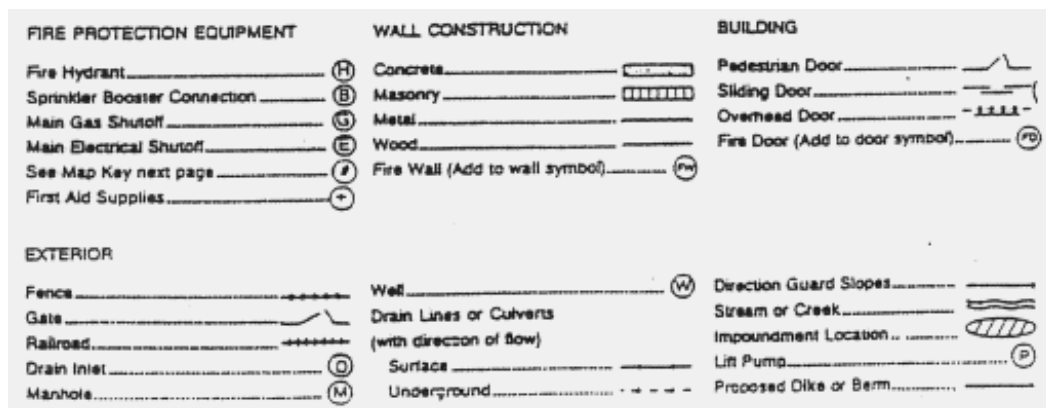 FIRE PROTECTION EQUIPMENT
Fire Hydrant H
Sprinkler Booster Connection B
Main Gas Shutoff G
Main Electrical Shutoff E
See Map Key next page #
First Aid Supplies +
WALL CONSTRUCTION
Concrete
Masonry
Metal
Wood
Fire Wall (Add to wall symbol) FW
BUILDING
Pedestrian Door
Sliding Door
Overhead Door
Fire Door (Add to door symbol) FD
EXTERIOR
Fence
Gate
Railroad
Drain Inlet D
Manhole M
Well W
Drain Lines or Culverts
(with direction of flow)
Surface
Underground
Direction Guard Slopes
Stream or Creek
Impoundment Location
Lift Pump P
Proposed Dike or Berm